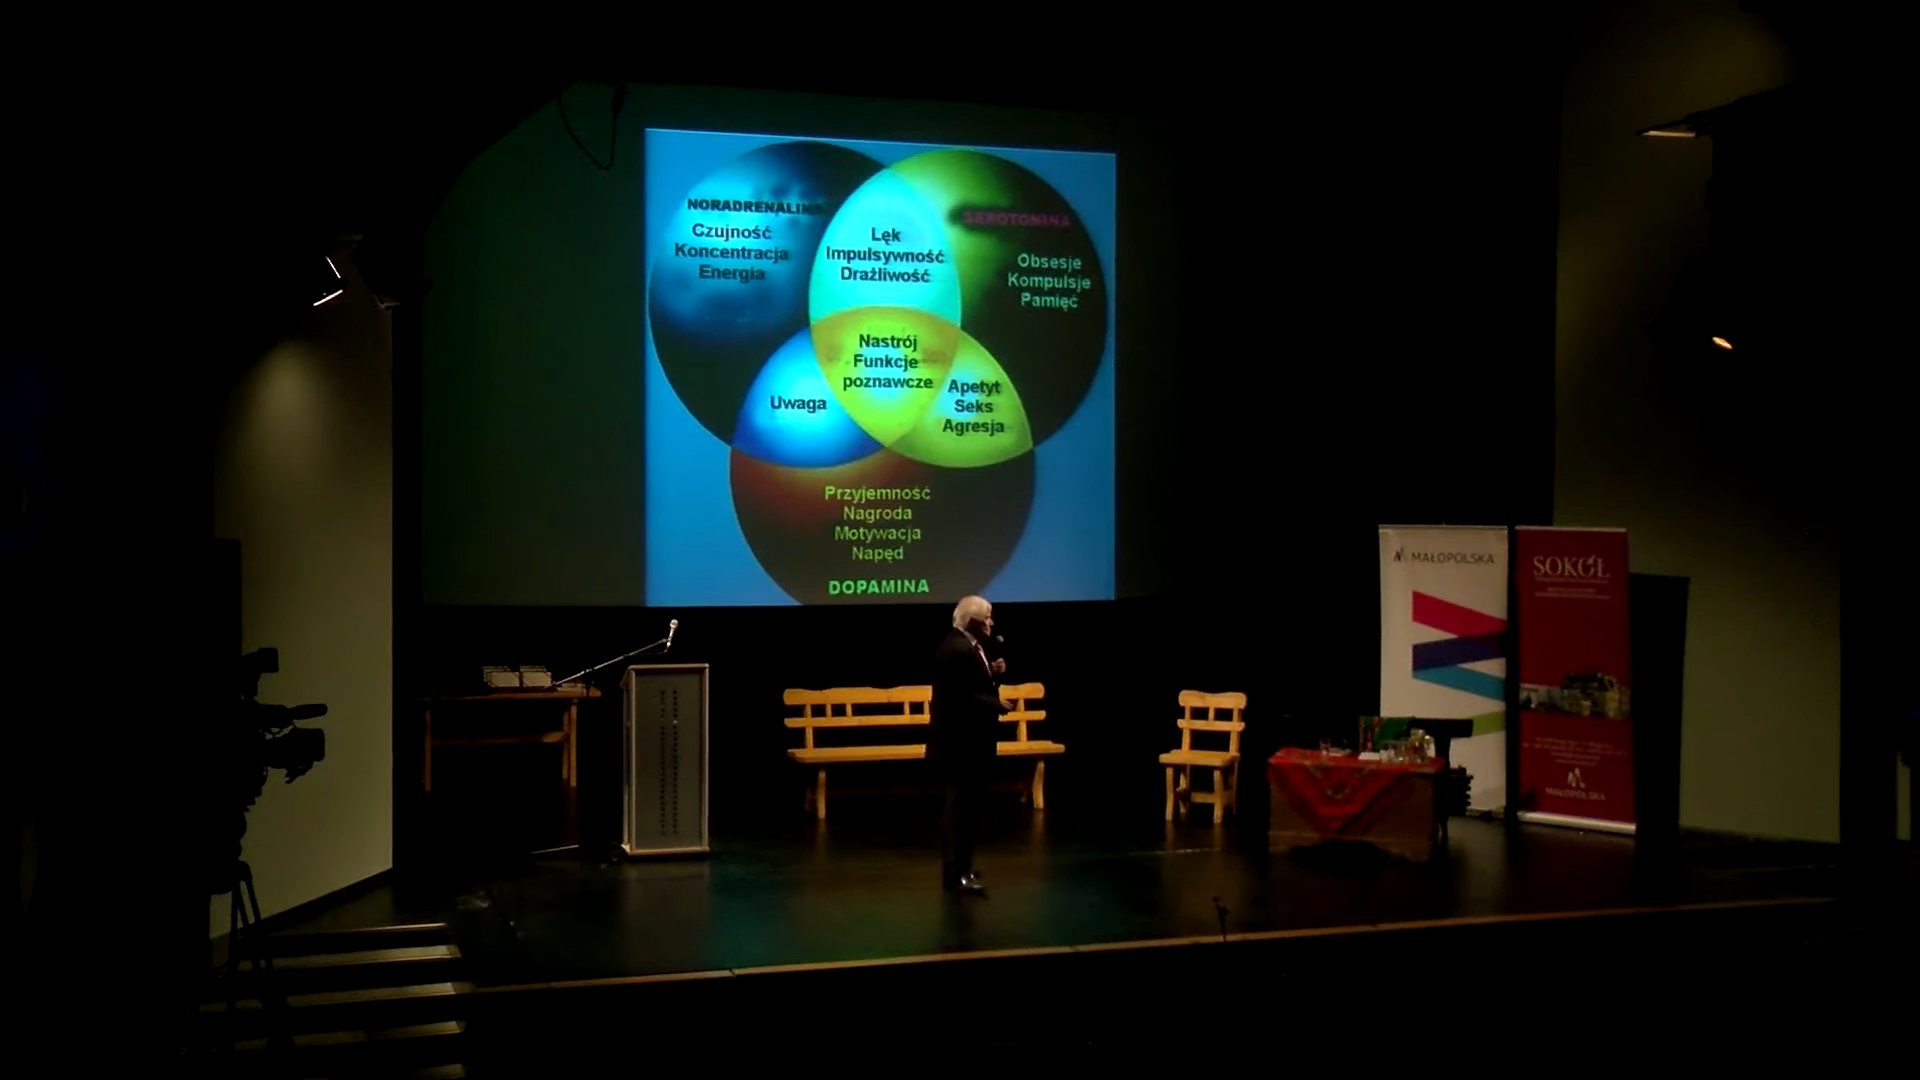 NORADRENALINA
Czujność
Koncentracja
Energia
Lęk
Impulsywność
Drażliwość
SEROTONINA
Obsesje
Kompulsje
Pamięć
Nastrój
Funkcje
poznawcze
Uwaga
Apetyt
Seks
Agresja
Przyjemność
Nagroda
Motywacja
Napęd
DOPAMINA
MAŁOPOLSKA
SOKÓŁ
MAŁOPOLSKA